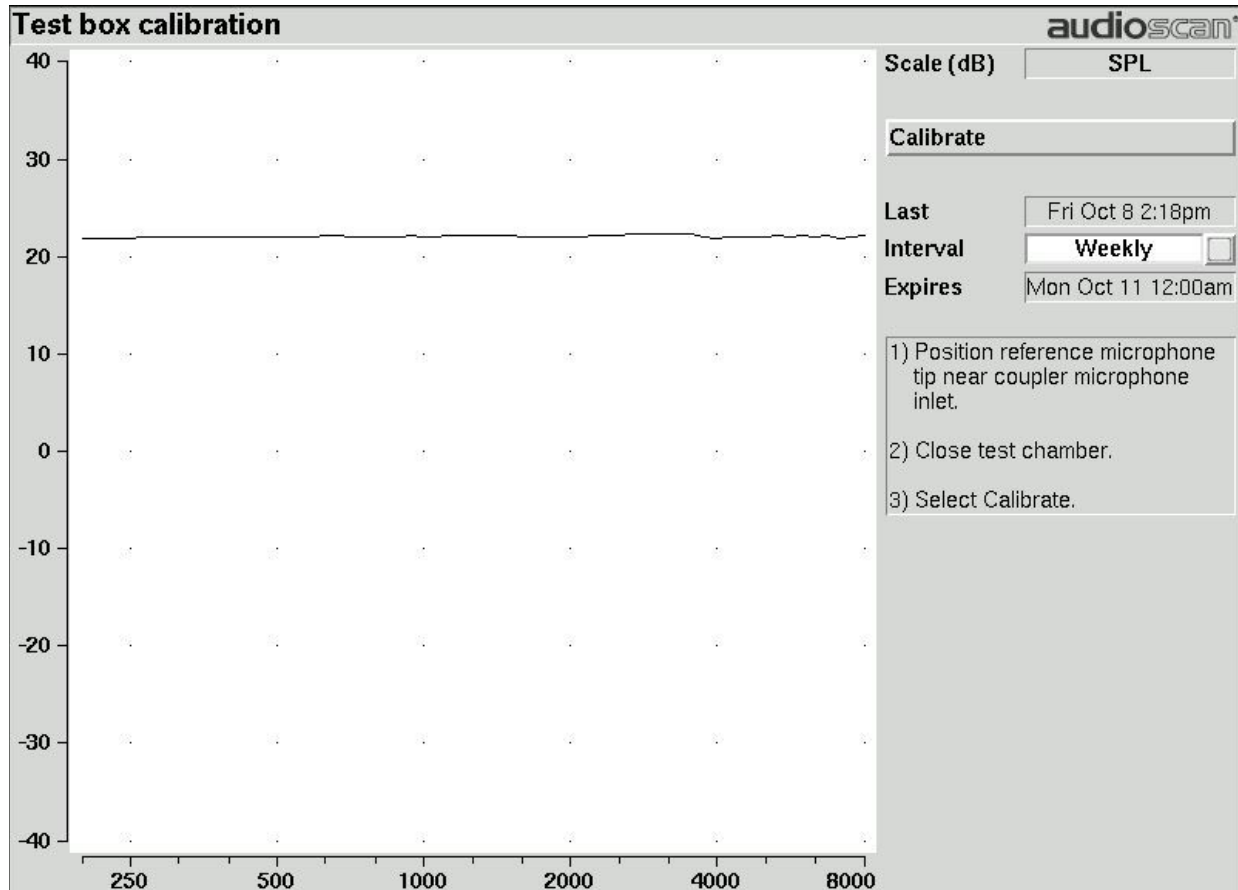 Test box calibration
audioscan
Scale (dB) SPL
Calibrate
Last Fri Oct 8 2:18pm
Interval Weekly
Expires Mon Oct 11 12:00am
1) Position reference microphone
tip near coupler microphone
inlet.
2) Close test chamber.
3) Select Calibrate.
40
30
20
10
0
-10
-20
-30
-40
250 500 1000 2000 4000 8000